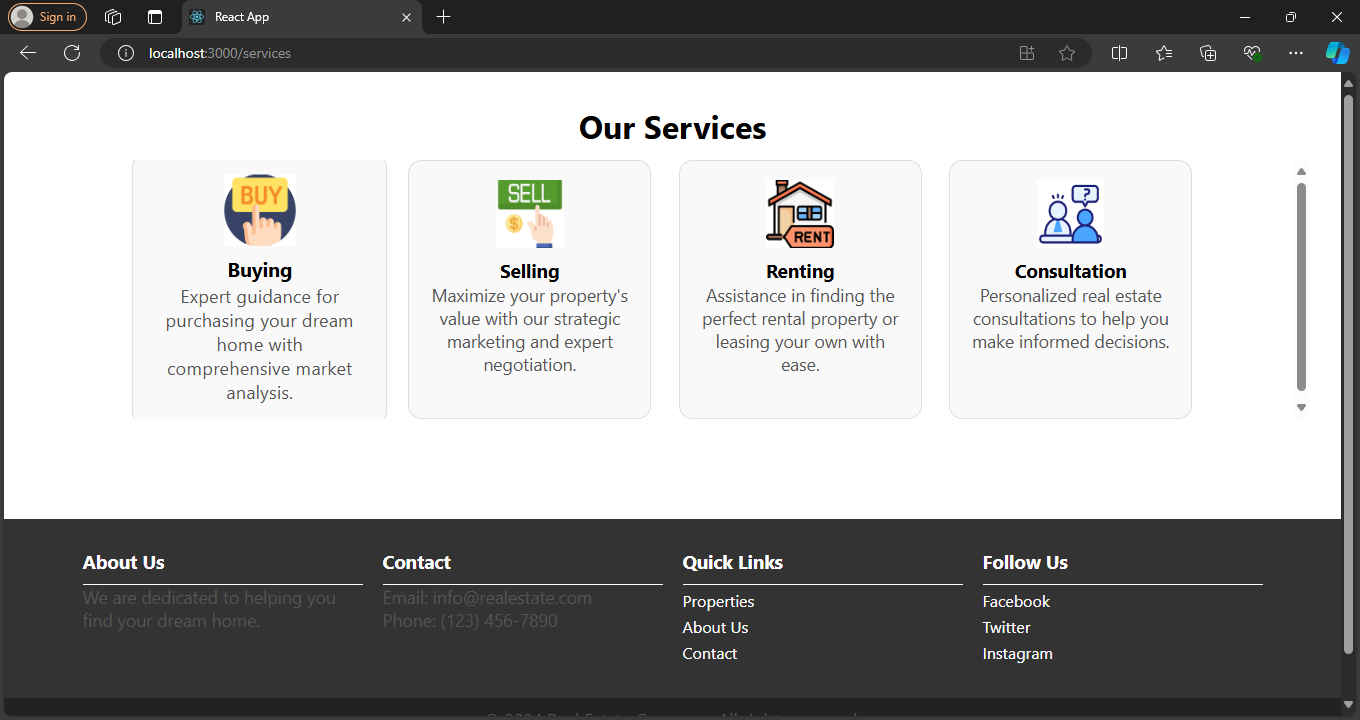 Sign in
React App
localhost:3000/services
Our Services
BUY
Buying
Expert guidance for
purchasing your dream
home with
comprehensive market
analysis.
SELL
$
Selling
Maximize your property's
value with our strategic
marketing and expert
negotiation.
RENT
Renting
Assistance in finding the
perfect rental property or
leasing your own with
ease.
?
Consultation
Personalized real estate
consultations to help you
make informed decisions.
About Us
We are dedicated to helping you
find your dream home.
Contact
Email: info@realestate.com
Phone: (123) 456-7890
Quick Links
Properties
About Us
Contact
Follow Us
Facebook
Twitter
Instagram